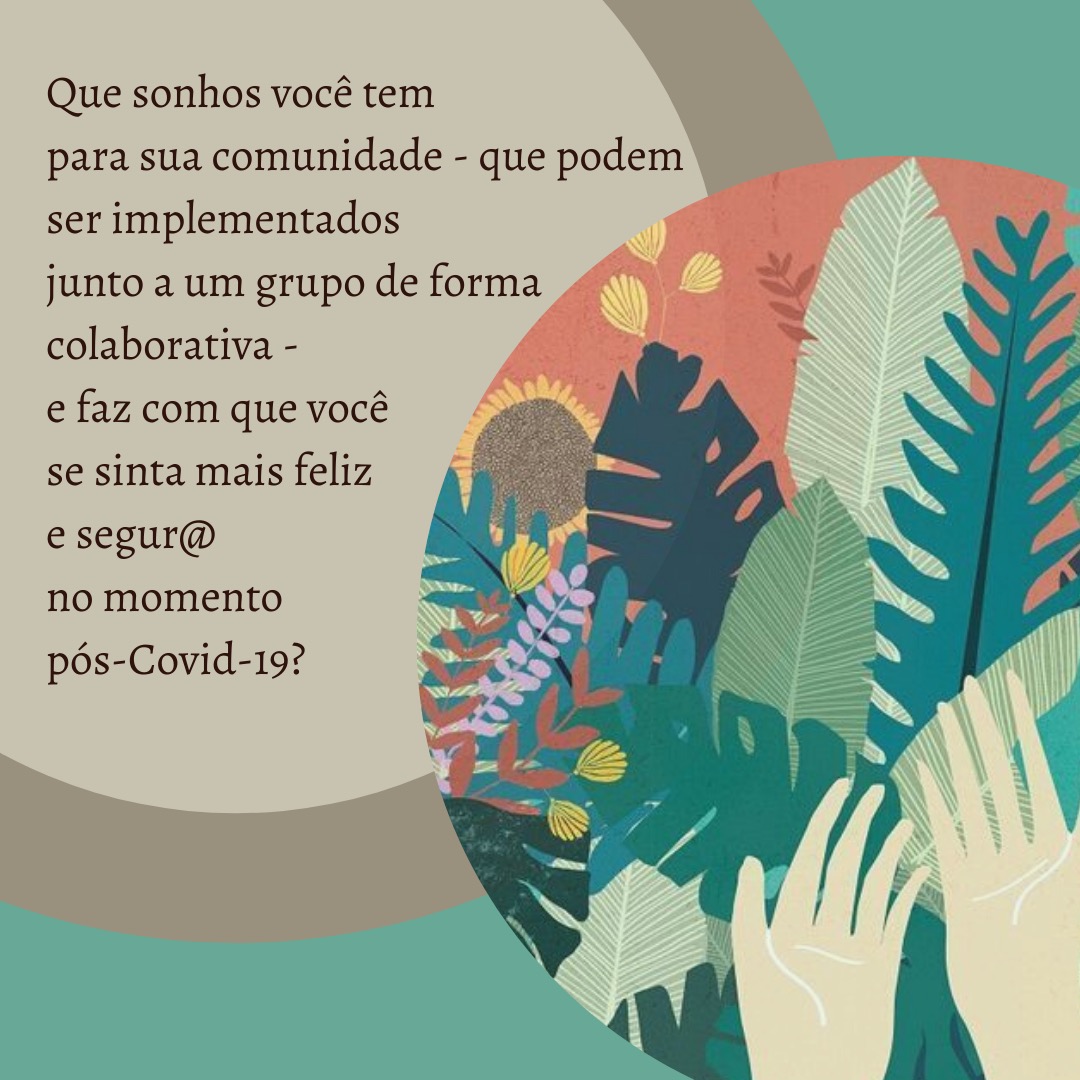 Que sonhos você tem
para sua comunidade - que podem
ser implementados
junto a um grupo de forma
colaborativa -
e faz com que você
se sinta mais feliz
e segur@
no momento
pós-Covid-19?